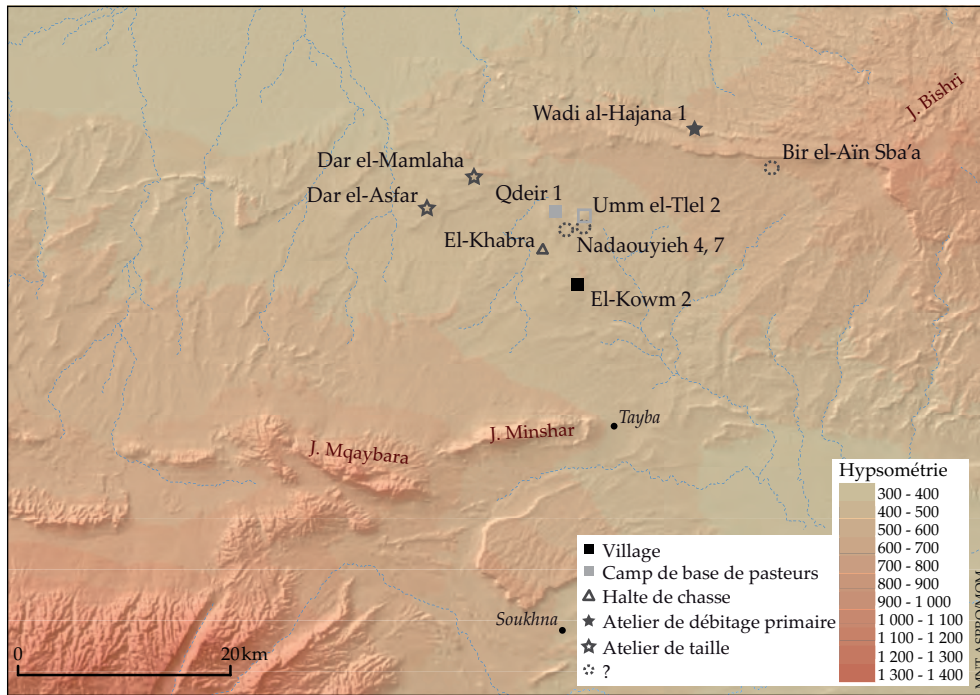 J. Bishri
Wadi al-Hajana 1
Bir el-Aïn Sba'a
Dar el-Mamlaha
Dar el-Asfar
Qdeir 1
Umm el-Tlel 2
El-Khabra
Nadaouyieh 4, 7
El-Kowm 2
Tayba
J. Minshar
J. Mqaybara
Soukhna
0 20 km
Village
Camp de base de pasteurs
Halte de chasse
Atelier de débitage primaire
Atelier de taille
?
Hypsométrie
300 - 400
400 - 500
500 - 600
600 - 700
700 - 800
800 - 900
900 - 1 000
1 000 - 1 100
1 100 - 1 200
1 200 - 1 300
1 300 - 1 400